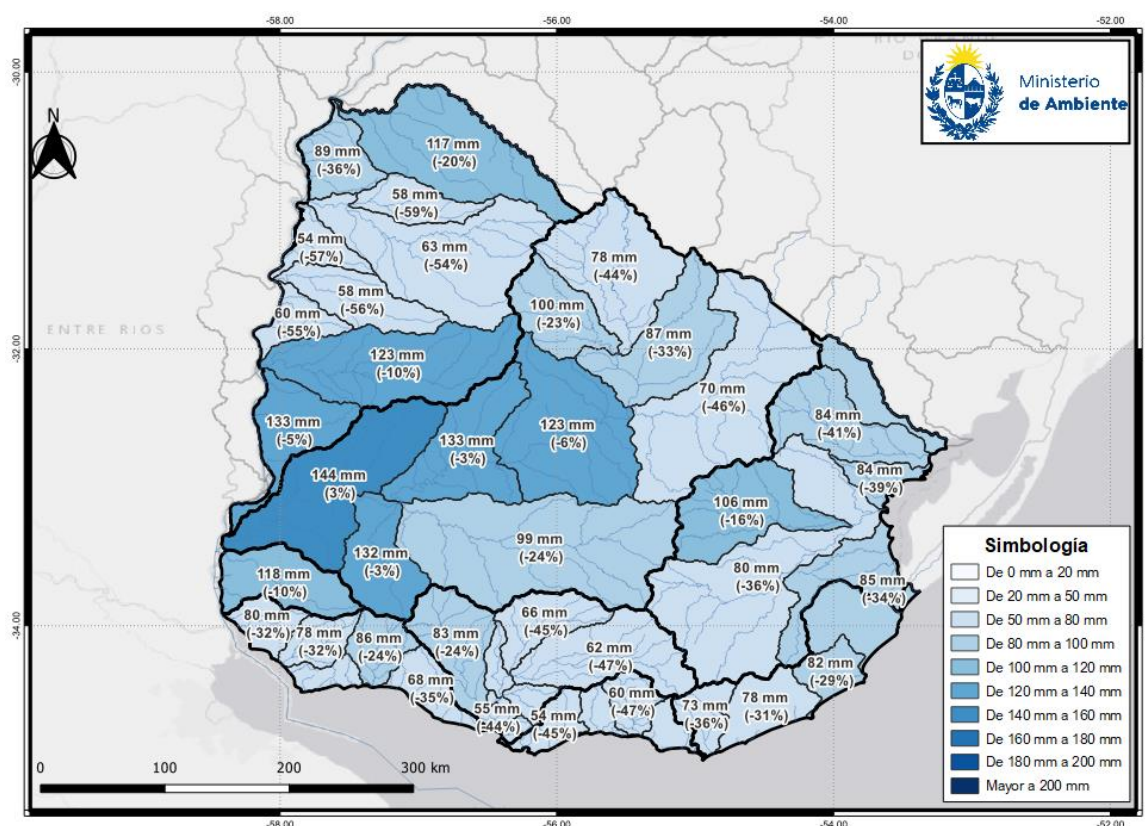 -58.00
-56.00
-54.00
-52.00
-30.00
Ministerio
de Ambiente
N
117 mm
(-20%)
89 mm
(-36%)
58 mm
(-59%)
54 mm
(-57%)
63 mm
(-54%)
78 mm
(-44%)
58 mm
(-56%)
100 mm
(-23%)
60 mm
(-55%)
ENTRE RIOS
87 mm
(-33%)
-32.00
123 mm
(-10%)
70 mm
(-46%)
133 mm
(-5%)
133 mm
(-3%)
123 mm
(-6%)
84 mm
(-41%)
144 mm
(3%)
84 mm
(-39%)
106 mm
(-16%)
132 mm
(-3%)
99 mm
(-24%)
118 mm
(-10%)
80 mm
(-36%)
85 mm
(-34%)
-34.00
80 mm
(-32%)
78 mm
(-32%)
86 mm
(-24%)
83 mm
(-24%)
66 mm
(-45%)
62 mm
(-47%)
82 mm
(-29%)
68 mm
(-35%)
55 mm
(-44%)
54 mm
(-45%)
60 mm
(-47%)
73 mm
(-36%)
78 mm
(-31%)
Simbología
De 0 mm a 20 mm
De 20 mm a 50 mm
De 50 mm a 80 mm
De 80 mm a 100 mm
De 100 mm a 120 mm
De 120 mm a 140 mm
De 140 mm a 160 mm
De 160 mm a 180 mm
De 180 mm a 200 mm
Mayor a 200 mm
0 100 200 300 km
-58.00
-56.00
-54.00
-52.00